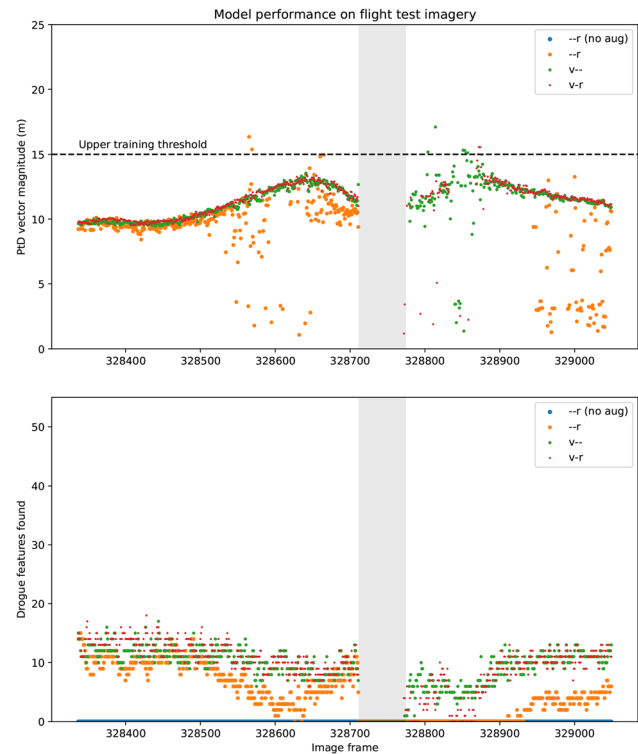 Model performance on flight test imagery
25
20
15
10
5
0
PtD vector magnitude (m)
Upper training threshold
--r (no aug)
--r
v--
v-r
328400 328500 328600 328700 328800 328900 329000
50
40
30
20
10
0
Drogue features found
--r (no aug)
--r
v--
v-r
328400 328500 328600 328700 328800 328900 329000
Image frame